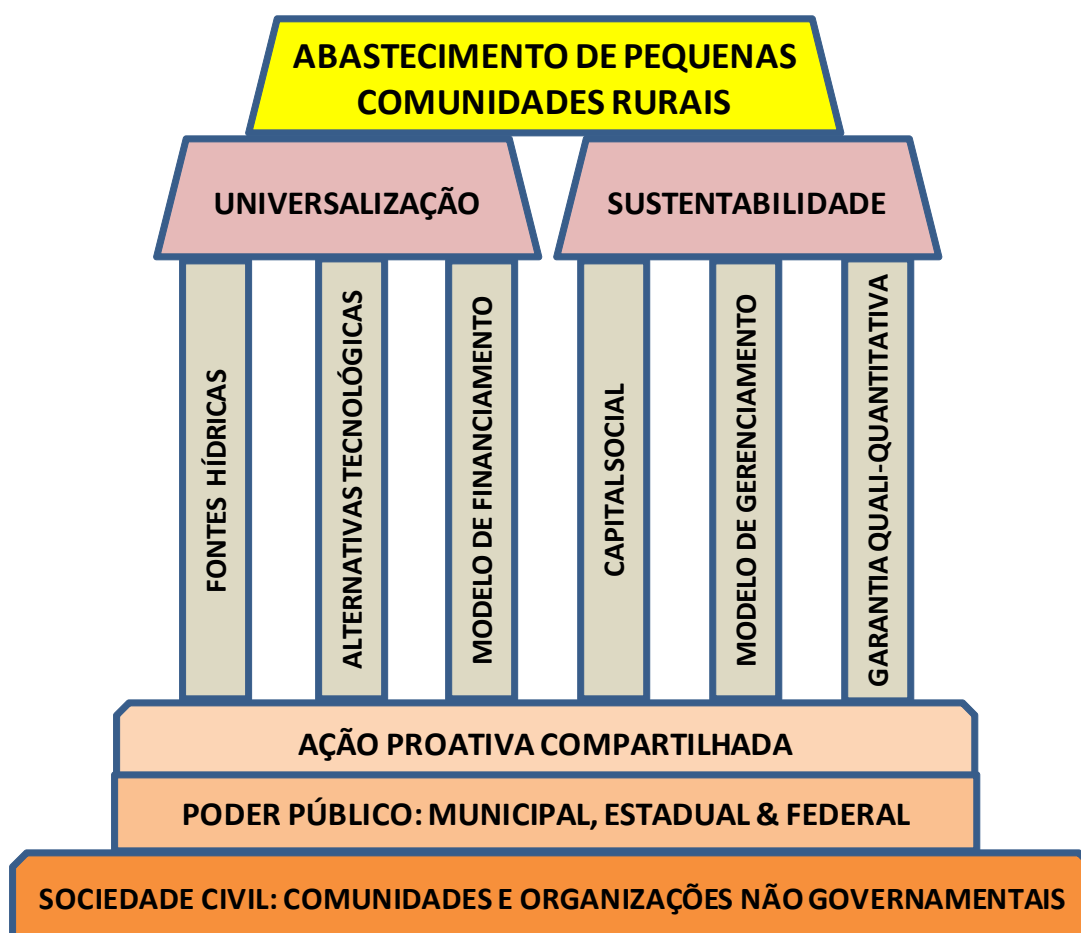 ABASTECIMENTO DE PEQUENAS
COMUNIDADES RURAIS
UNIVERSALIZAÇÃO
SUSTENTABILIDADE
FONTES HÍDRICAS
ALTERNATIVAS TECNOLÓGICAS
MODELO DE FINANCIAMENTO
CAPITAL SOCIAL
MODELO DE GERENCIAMENTO
GARANTIA QUALI-QUANTITATIVA
AÇÃO PROATIVA COMPARTILHADA
PODER PÚBLICO: MUNICIPAL, ESTADUAL & FEDERAL
SOCIEDADE CIVIL: COMUNIDADES E ORGANIZAÇÕES NÃO GOVERNAMENTAIS